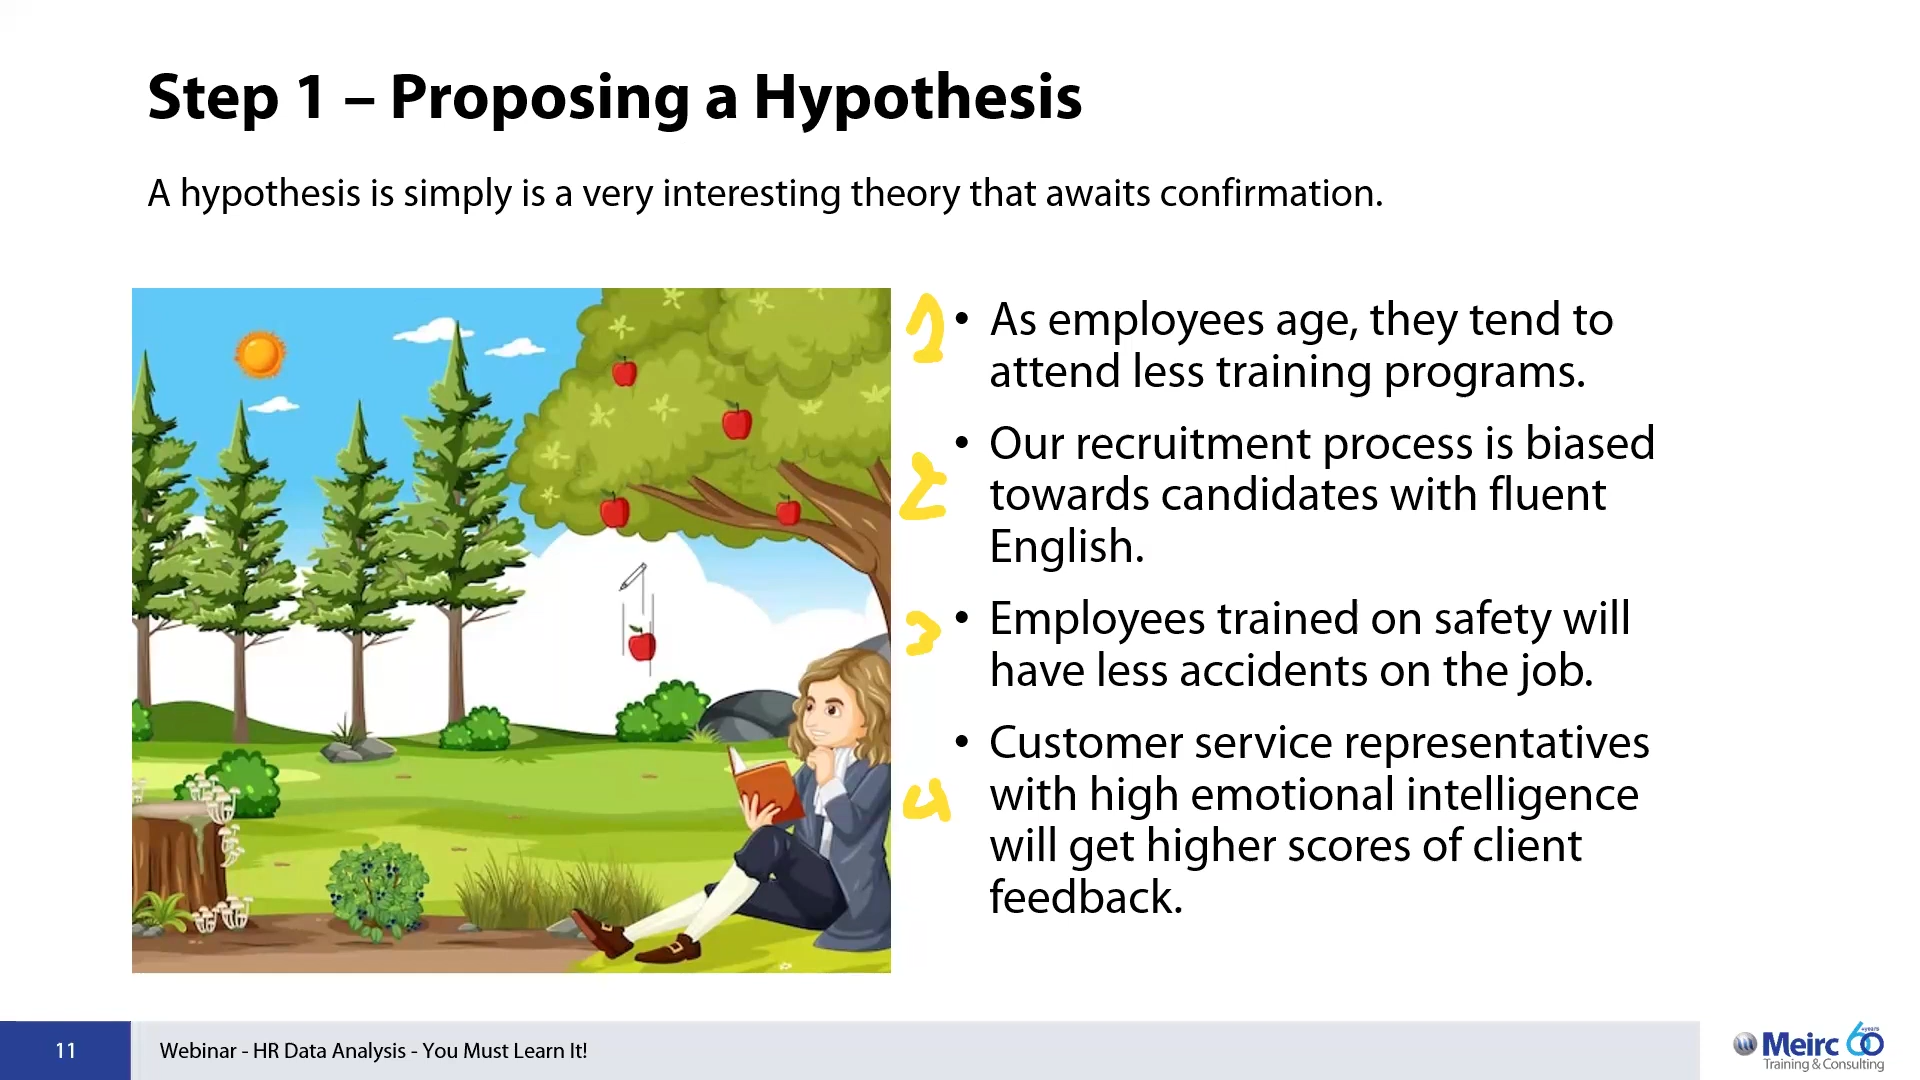 Step 1 – Proposing a Hypothesis
A hypothesis is simply is a very interesting theory that awaits confirmation.
1
• As employees age, they tend to
attend less training programs.
2
• Our recruitment process is biased
towards candidates with fluent
English.
3
• Employees trained on safety will
have less accidents on the job.
4
• Customer service representatives
with high emotional intelligence
will get higher scores of client
feedback.
11
Webinar - HR Data Analysis - You Must Learn It!
Meirc 60 years
Training & Consulting